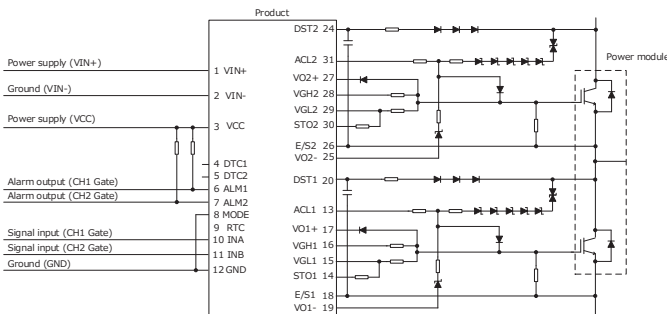 Product
Power supply (VIN+)
Ground (VIN-)
Power supply (VCC)
Alarm output (CH1 Gate)
Alarm output (CH2 Gate)
Signal input (CH1 Gate)
Signal input (CH2 Gate)
Ground (GND)
1 VIN+
2 VIN-
3 VCC
4 DTC1
5 DTC2
6 ALM1
7 ALM2
8 MODE
9 RTC
10 INA
11 INB
12 GND
DST2 24
ACL2 31
VO2+ 27
VGH2 28
VGL2 29
STO2 30
E/S2 26
VO2- 25
DST1 20
ACL1 13
VO1+ 17
VGH1 16
VGL1 15
STO1 14
E/S1 18
VO1- 19
Power module